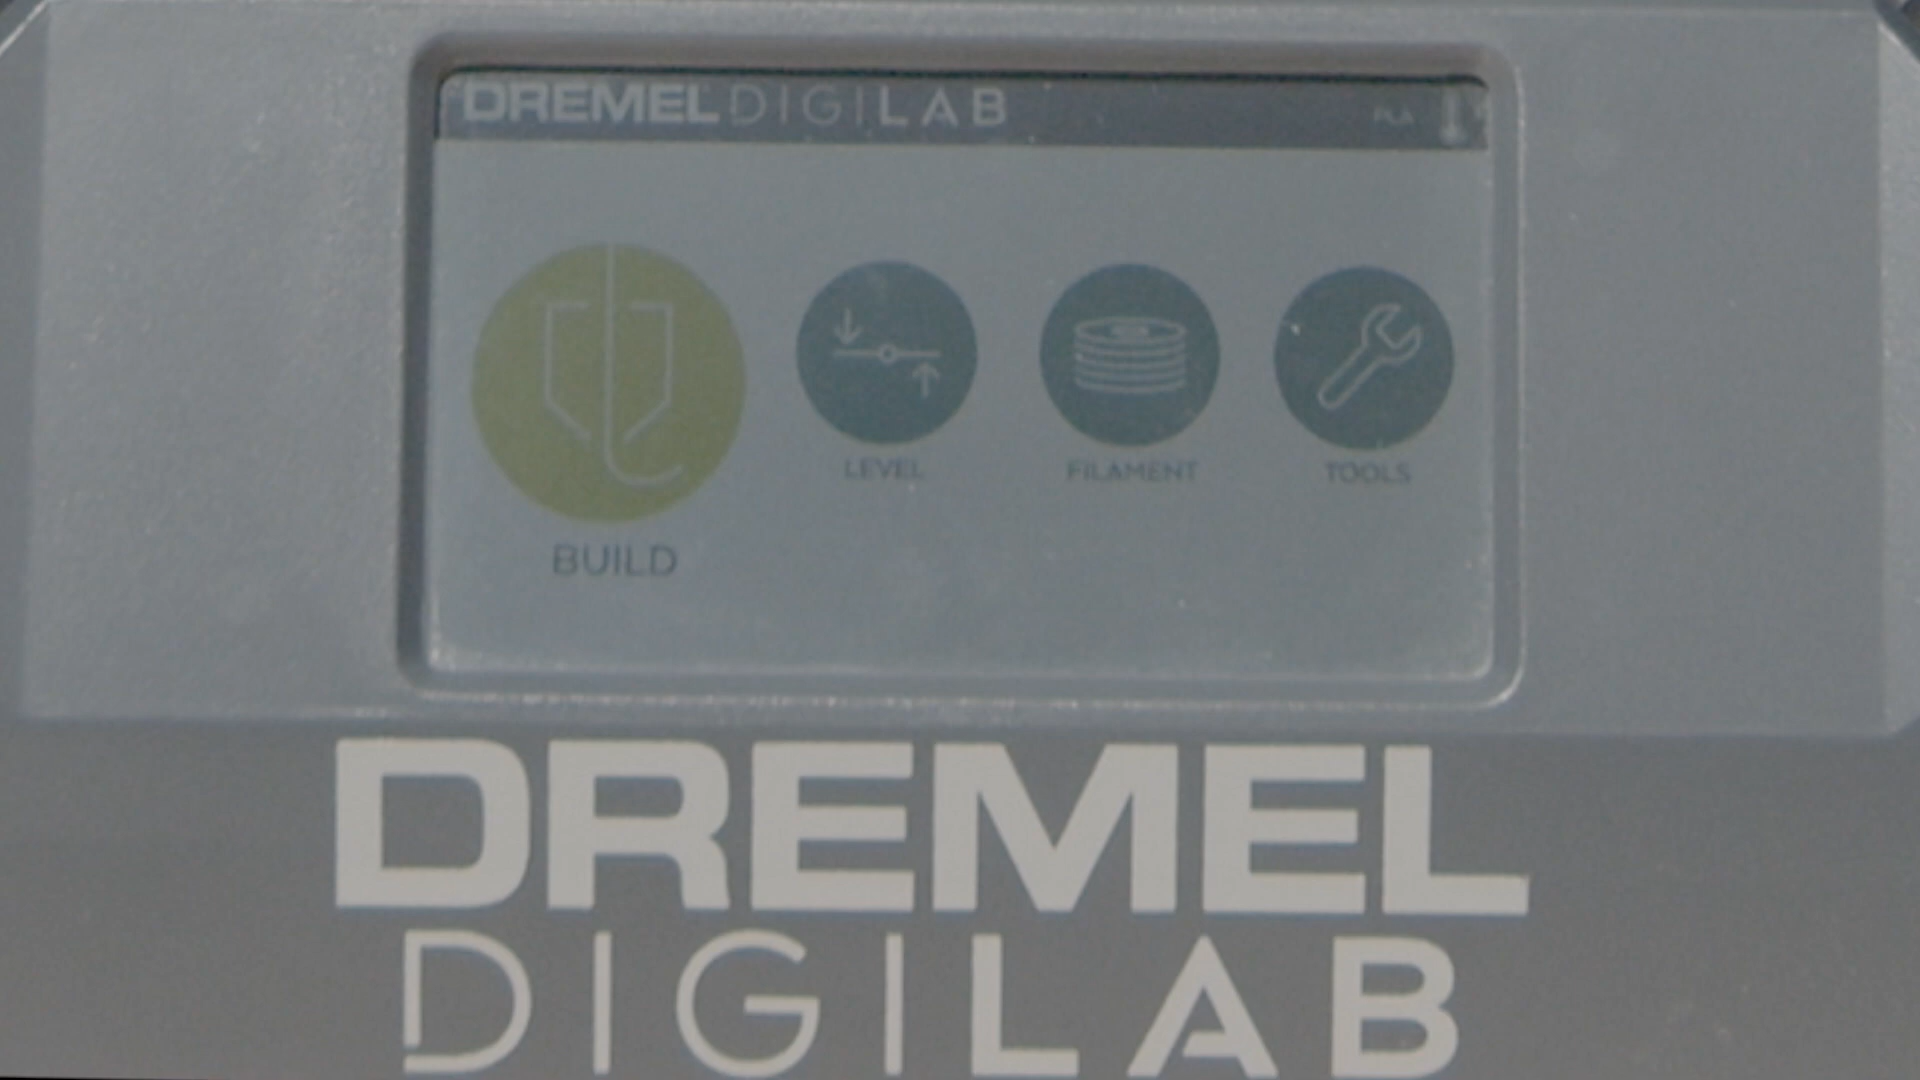 DREMEL DIGILAB
PLA
LEVEL
FILAMENT
TOOLS
BUILD
DREMEL
DIGILAB